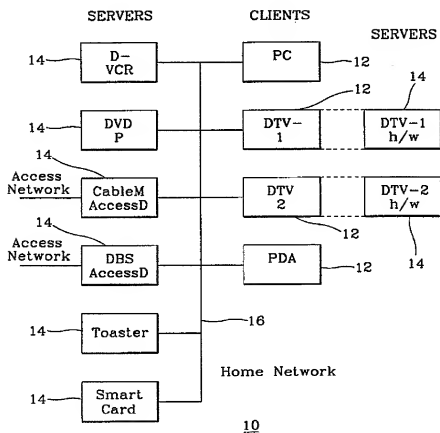 SERVERS
CLIENTS
SERVERS
14
D-
VCR
PC
12
12
14
14
DVD
P
DTV-
1
DTV-1
h/w
14
Access
Network
CableM
AccessD
DTV
2
DTV-2
h/w
14
12
14
Access
Network
DBS
AccessD
PDA
12
14
Toaster
16
Home Network
14
Smart
Card
10